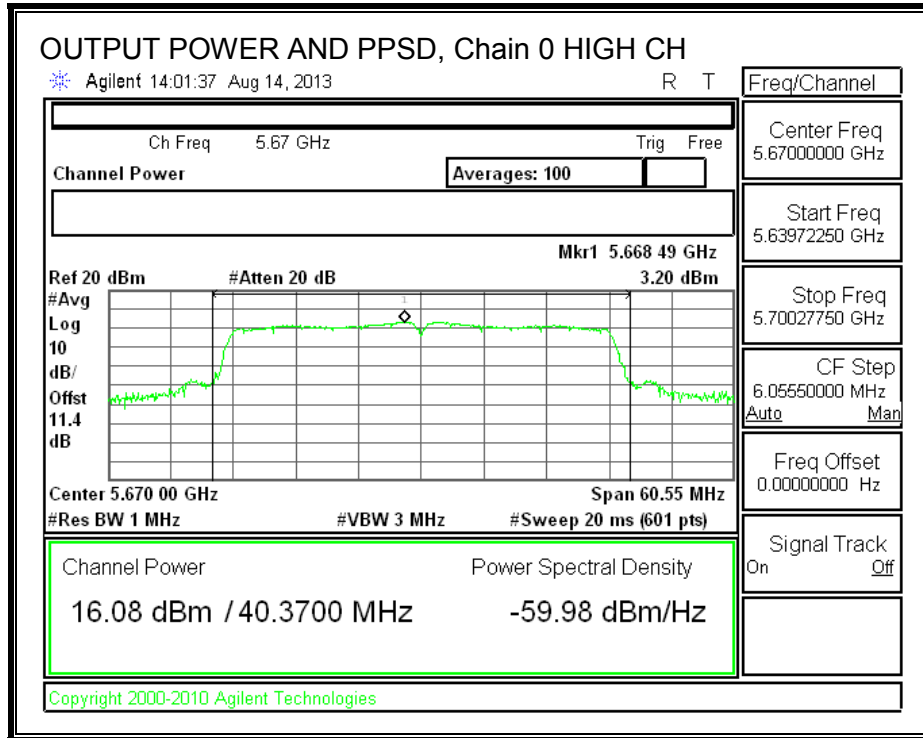 OUTPUT POWER AND PPSD, Chain 0 HIGH CH
Agilent 14:01:37 Aug 14, 2013 R T
Ch Freq 5.67 GHz Trig Free
Channel Power Averages: 100
Mkr1 5.668 49 GHz
Ref 20 dBm #Atten 20 dB 3.20 dBm
#Avg
Log
10
dB/
Offst
11.4
dB
1
Center 5.670 00 GHz Span 60.55 MHz
#Res BW 1 MHz #VBW 3 MHz #Sweep 20 ms (601 pts)
Channel Power Power Spectral Density
16.08 dBm / 40.3700 MHz -59.98 dBm/Hz
Copyright 2000-2010 Agilent Technologies
Freq/Channel
Center Freq
5.67000000 GHz
Start Freq
5.63972250 GHz
Stop Freq
5.70027750 GHz
CF Step
6.05550000 MHz
Auto Man
Freq Offset
0.00000000 Hz
Signal Track
On Off